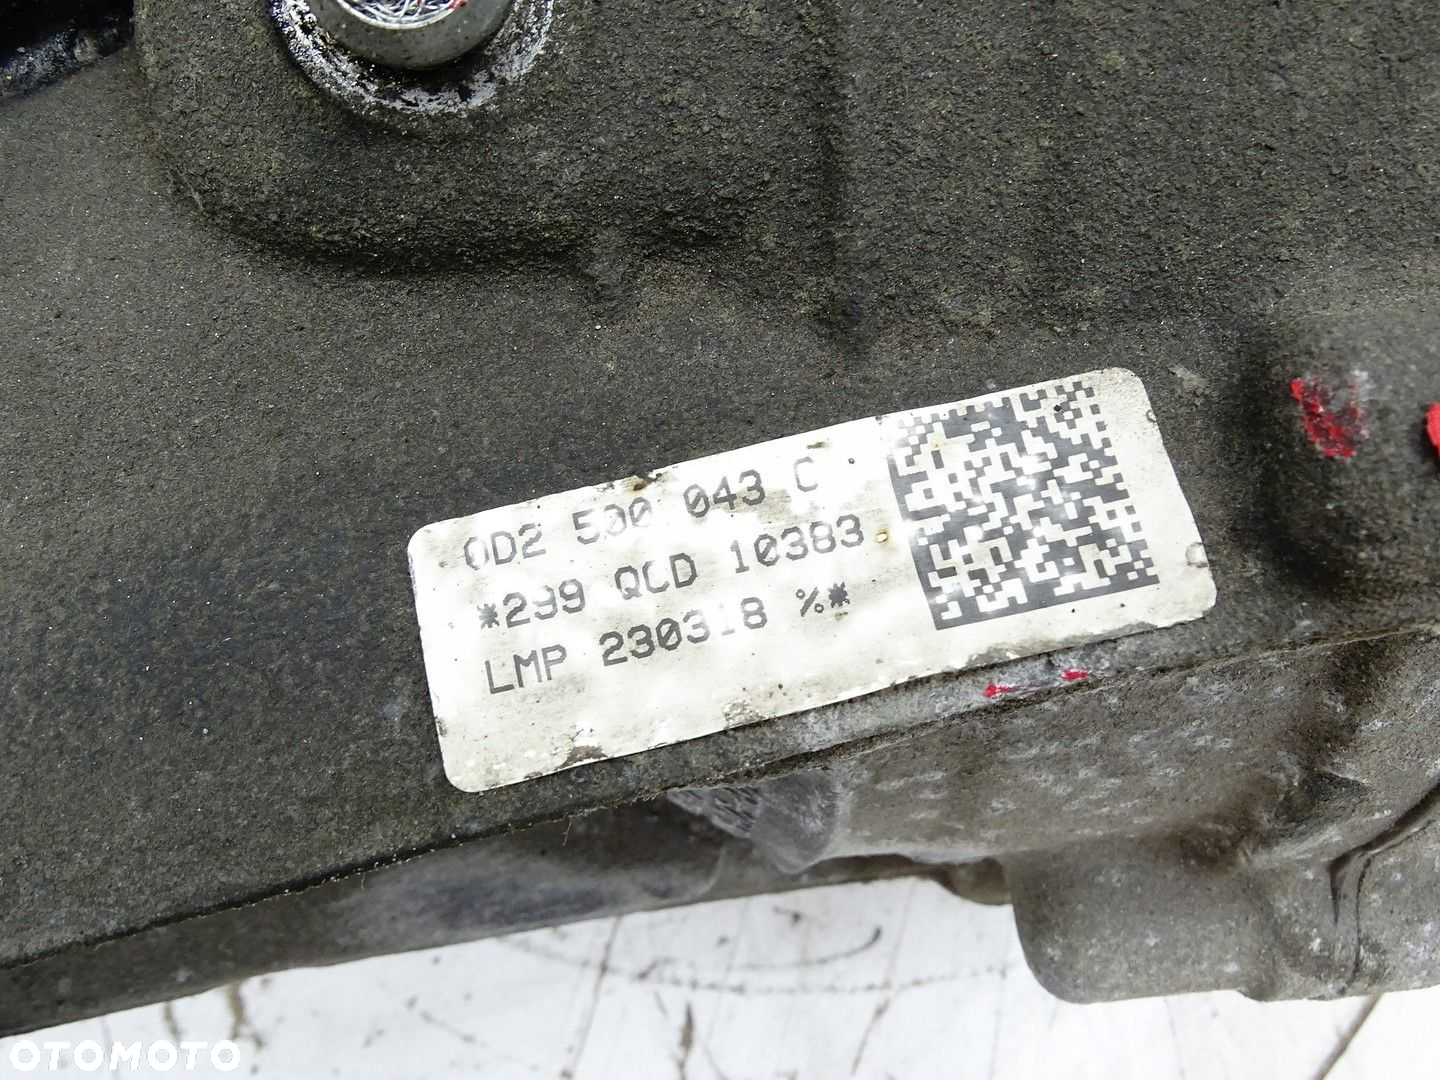 0D2 500 043 C
*299 QCD 10383
LMP 230318 %*
OTOMOTO